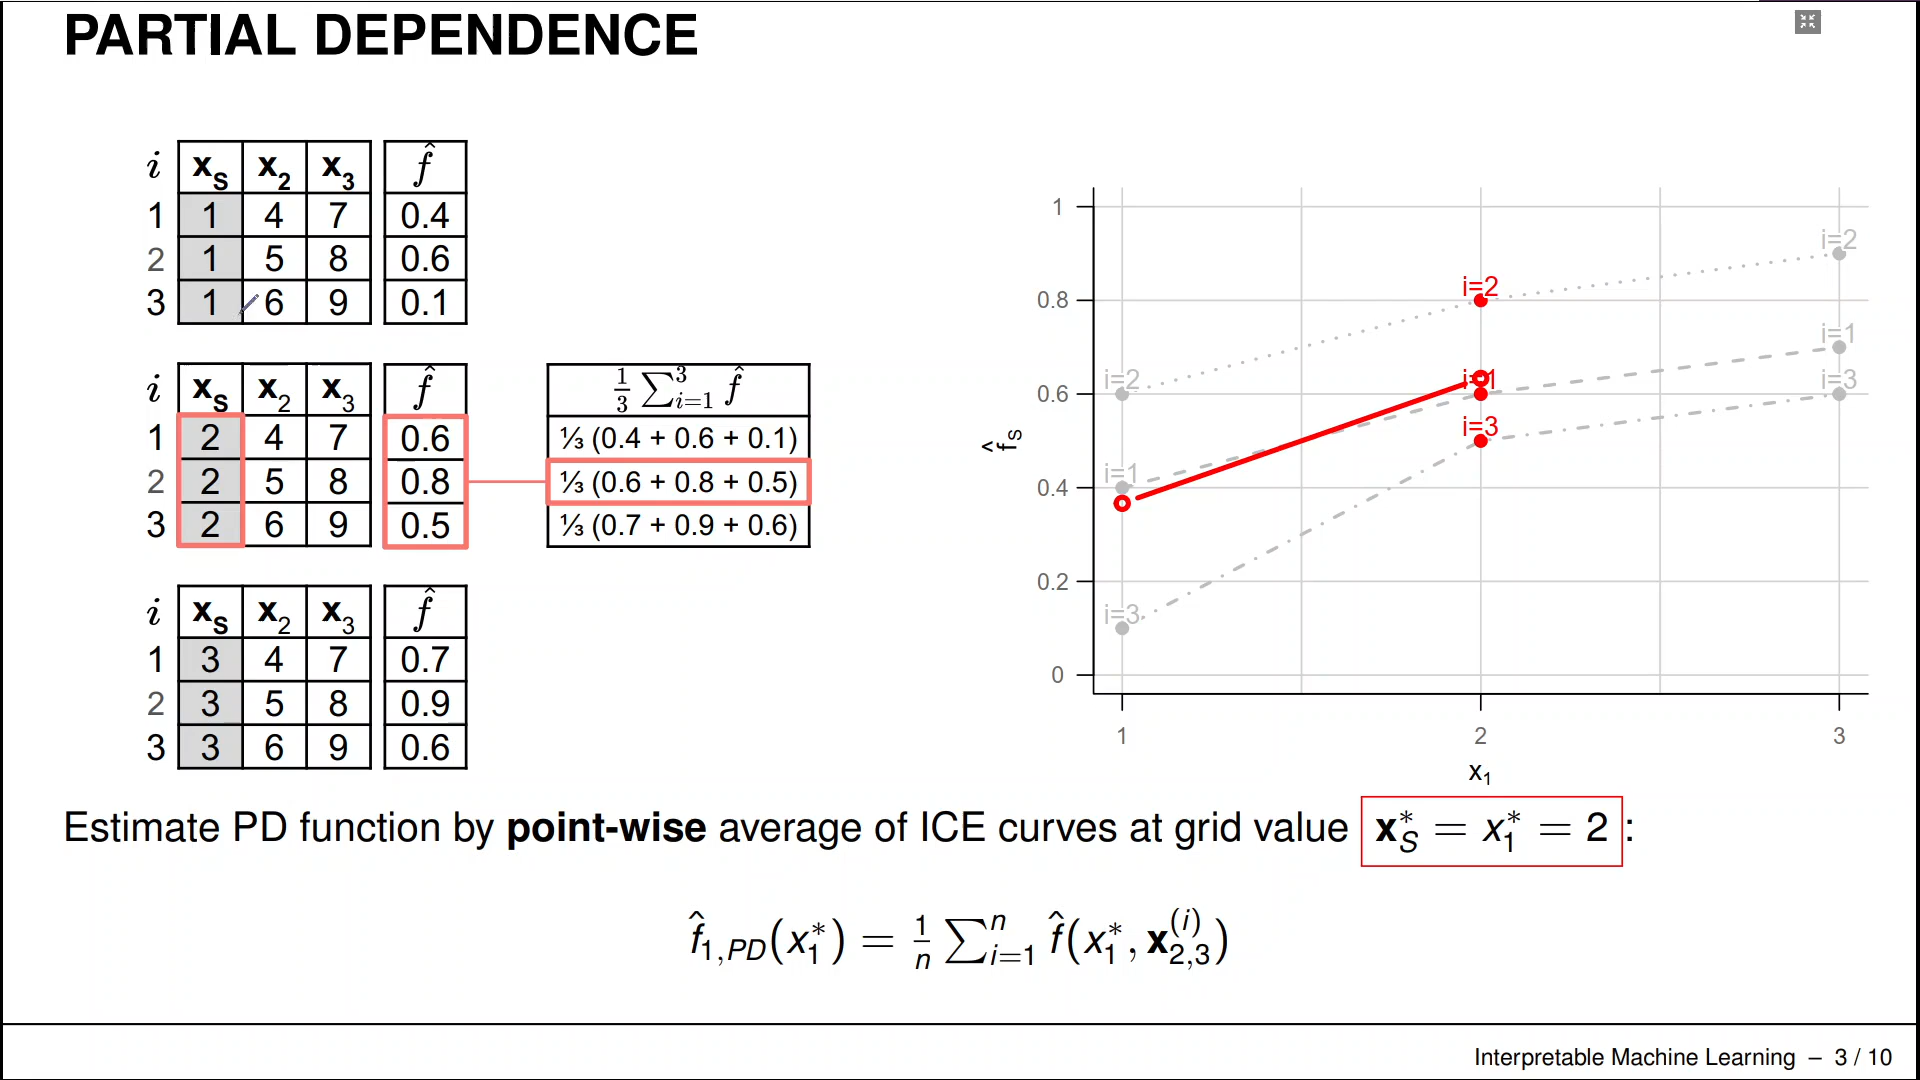 PARTIAL DEPENDENCE
i x_S x_2 x_3 f̂
1 1 4 7 0.4
2 1 5 8 0.6
3 1 6 9 0.1
i x_S x_2 x_3 f̂
1 2 4 7 0.6
2 2 5 8 0.8
3 2 6 9 0.5
1/3 ∑_{i=1}^{3} f̂
⅓ (0.4 + 0.6 + 0.1)
⅓ (0.6 + 0.8 + 0.5)
⅓ (0.7 + 0.9 + 0.6)
i x_S x_2 x_3 f̂
1 3 4 7 0.7
2 3 5 8 0.9
3 3 6 9 0.6
f̂_S
1
0.8
0.6
0.4
0.2
0
i=2
i=1
i=3
i=2
i=1
i=3
i=2
i=1
i=3
1 2 3
x_1
Estimate PD function by point-wise average of ICE curves at grid value x*_S = x*_1 = 2 :
f̂_{1,PD}(x*_1) = 1/n ∑_{i=1}^{n} f̂(x*_1, x_{2,3}^{(i)})
Interpretable Machine Learning – 3 / 10